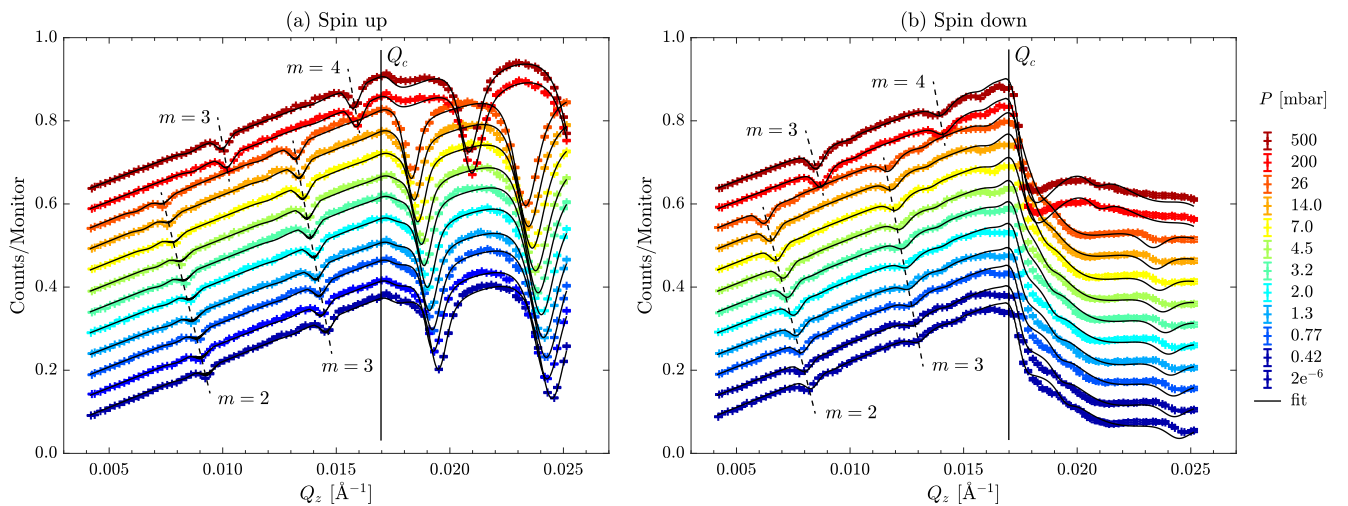 (a) Spin up
(b) Spin down
1.0
0.8
0.6
0.4
0.2
0.0
Counts/Monitor
m = 4
m = 3
Q_c
m = 3
m = 2
0.005
0.010
0.015
0.020
0.025
Q_z [Å⁻¹]
1.0
0.8
0.6
0.4
0.2
0.0
Counts/Monitor
m = 4
m = 3
Q_c
m = 3
m = 2
0.005
0.010
0.015
0.020
0.025
Q_z [Å⁻¹]
P [mbar]
500
200
26
14.0
7.0
4.5
3.2
2.0
1.3
0.77
0.42
2e⁻⁶
fit